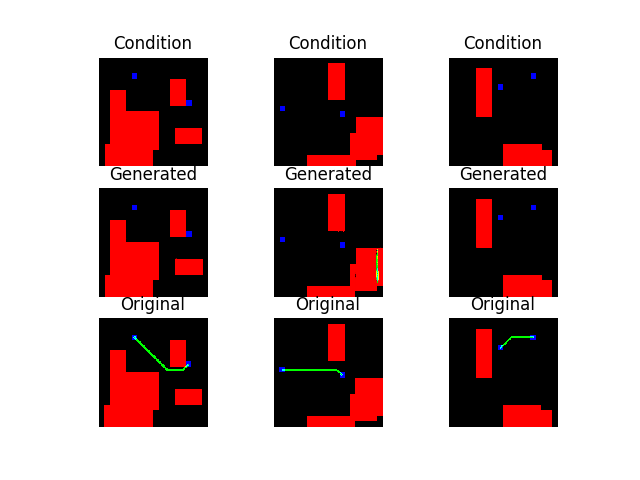 Condition Condition Condition
Generated Generated Generated
Original Original Original